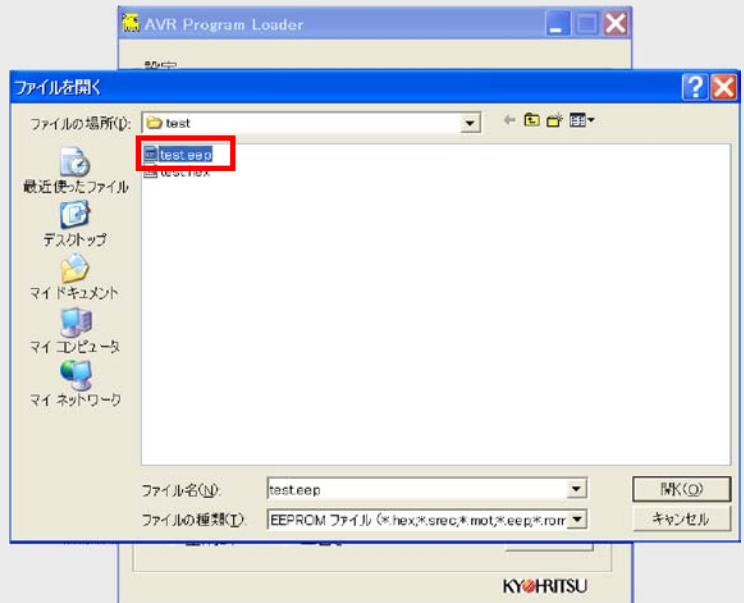 AVR Program Loader
設定
ファイルを開く
ファイルの場所(I):
test
test.eep
test.hex
最近使ったファイル
デスクトップ
マイ ドキュメント
マイ コンピュータ
マイ ネットワーク
ファイル名(N):
test.eep
開く(O)
ファイルの種類(T):
EEPROM ファイル (*.hex,*.srec,*.mot,*.eep,*.rom
キャンセル
KYOHRITSU